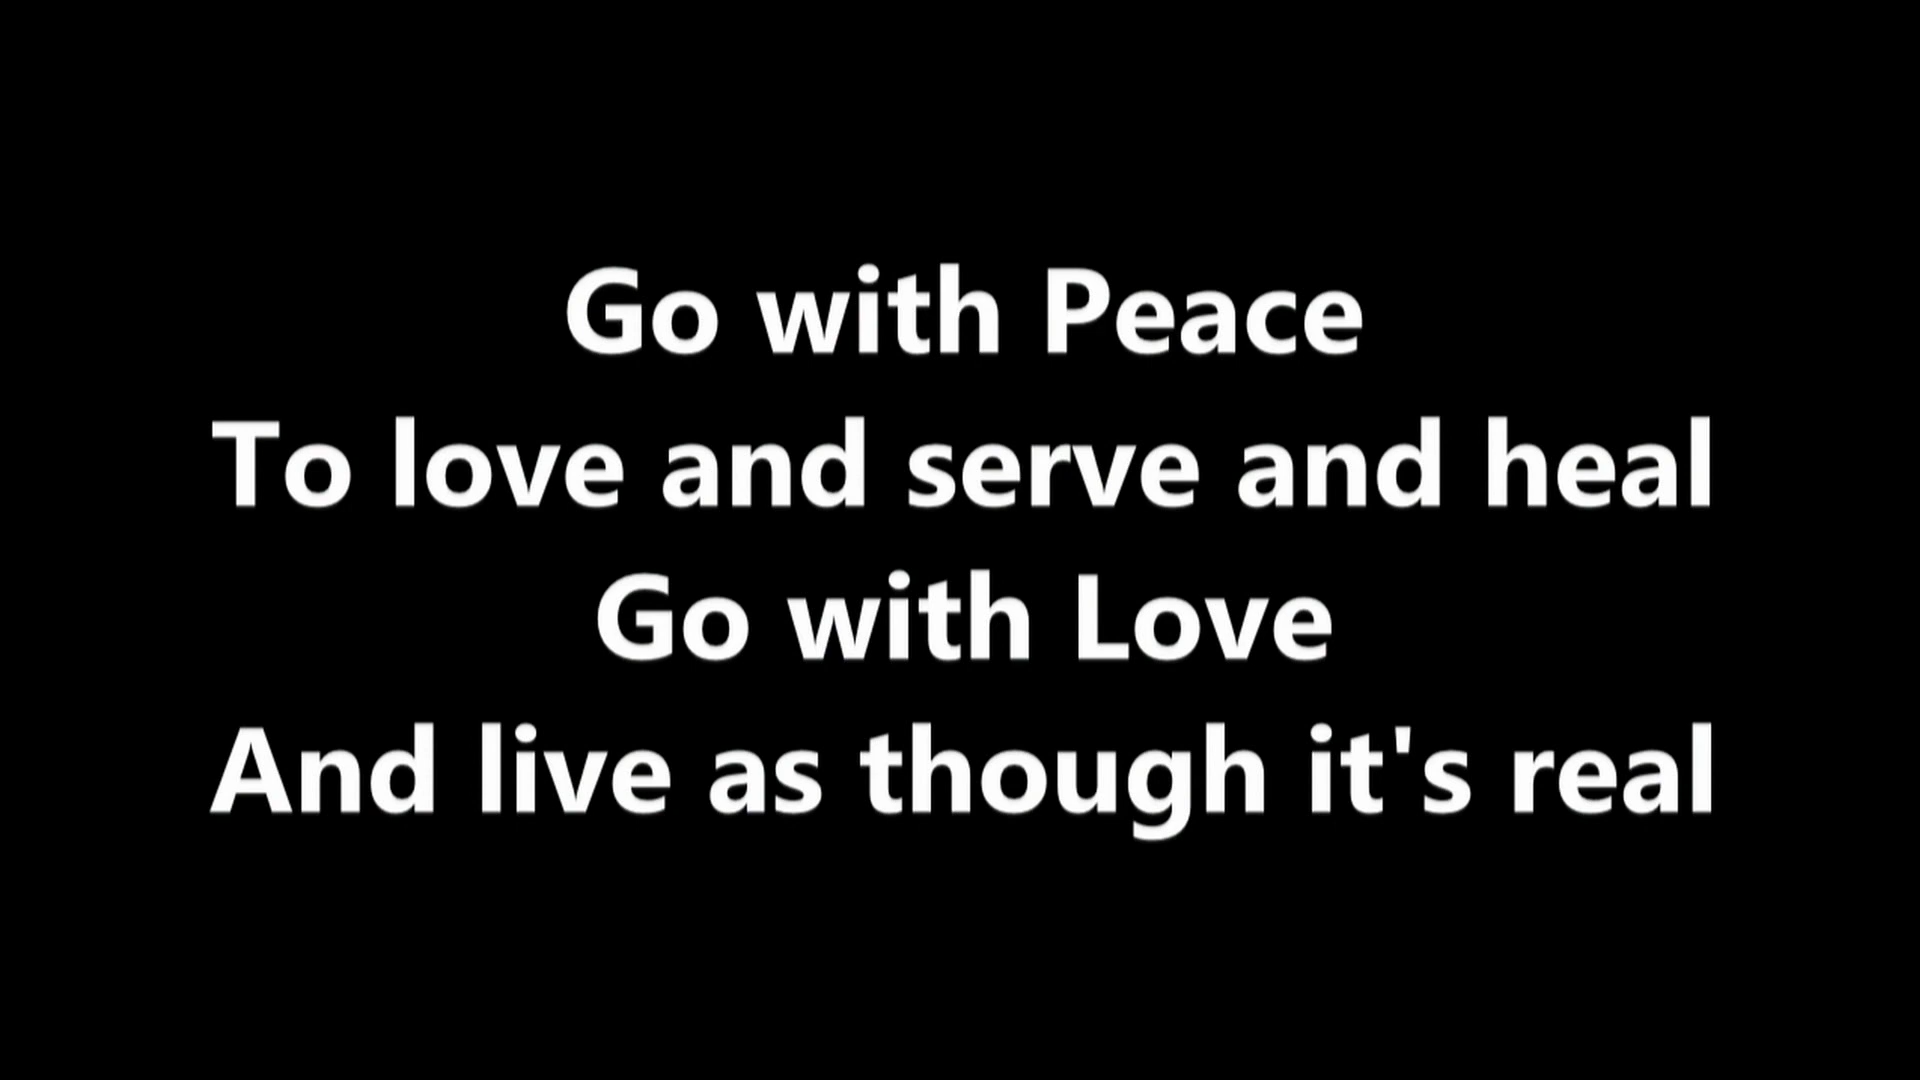 Go with Peace
To love and serve and heal
Go with Love
And live as though it's real